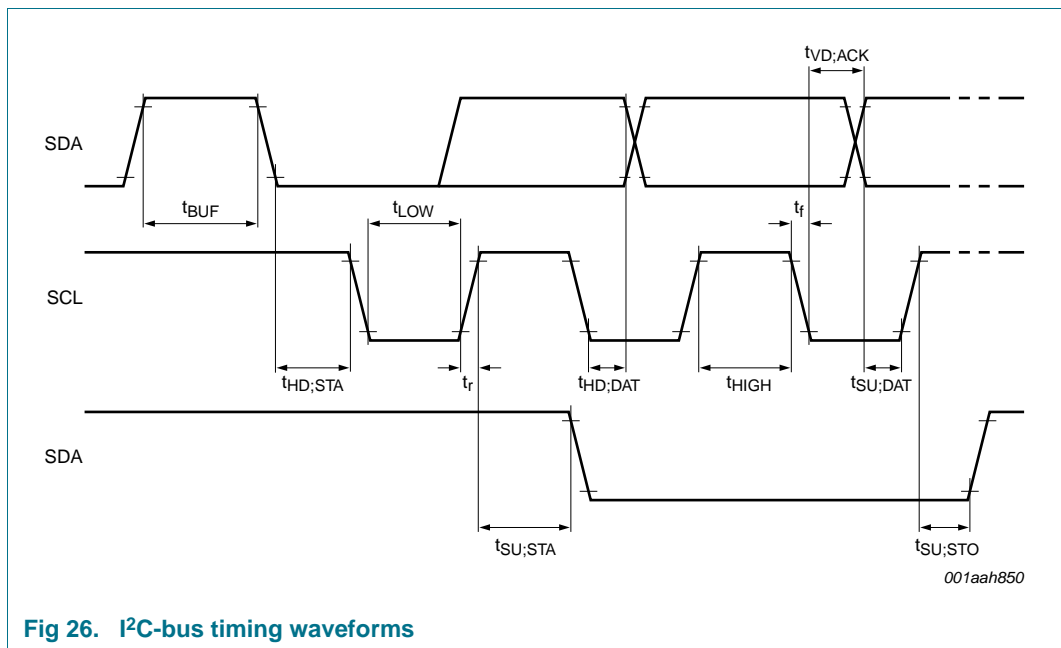 tVD;ACK
SDA
tBUF
tLOW
tf
SCL
tHD;STA
tr
tHD;DAT
tHIGH
tSU;DAT
SDA
tSU;STA
tSU;STO
001aah850
Fig 26. I²C-bus timing waveforms